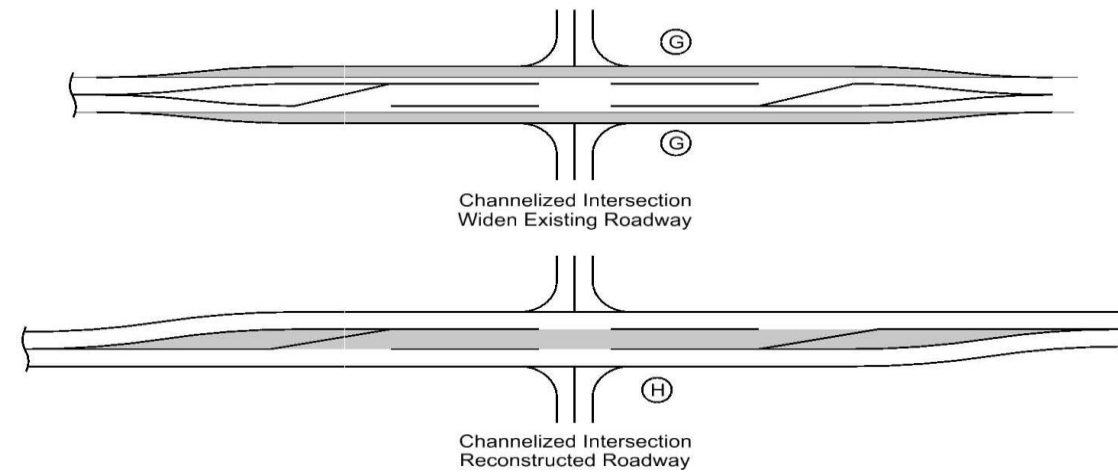 G
G
Channelized Intersection
Widen Existing Roadway
H
Channelized Intersection
Reconstructed Roadway